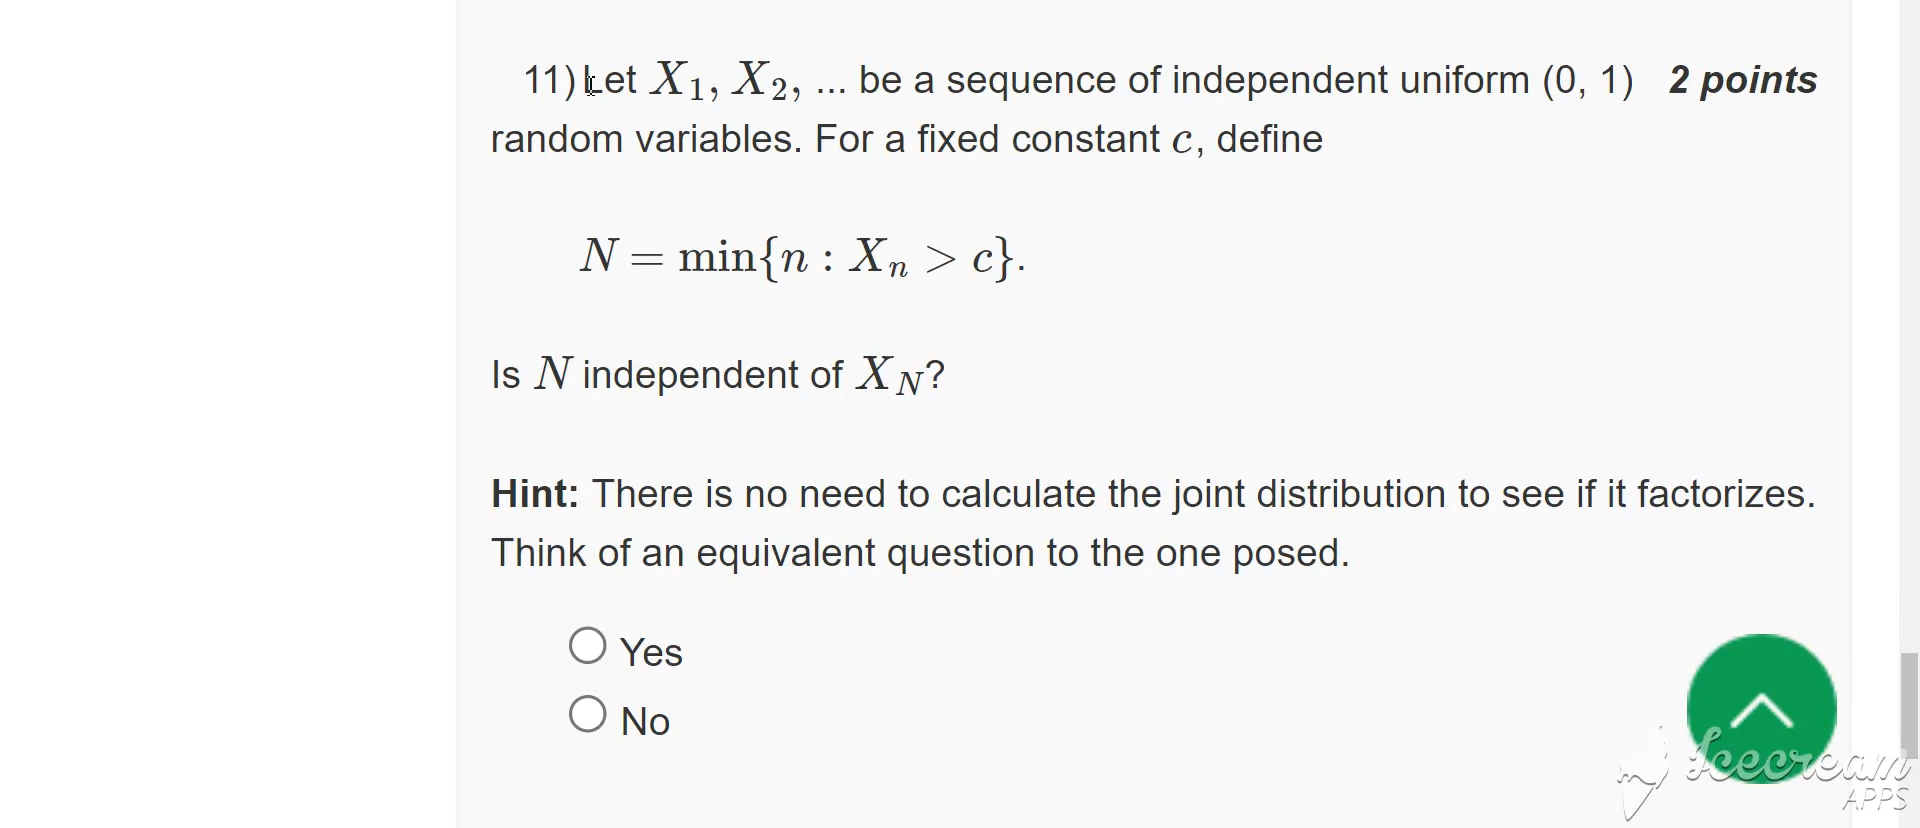 11) Let X₁, X₂, ... be a sequence of independent uniform (0, 1) 2 points
random variables. For a fixed constant c, define
N = min{n : Xₙ > c}.
Is N independent of X_N?
Hint: There is no need to calculate the joint distribution to see if it factorizes.
Think of an equivalent question to the one posed.
Yes
No
Icecream
APPS